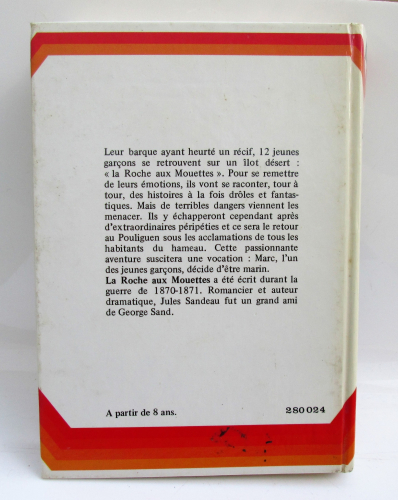 Leur barque ayant heurté un récif, 12 jeunes
garçons se retrouvent sur un îlot désert :
« la Roche aux Mouettes ». Pour se remettre
de leurs émotions, ils vont se raconter, tour à
tour, des histoires à la fois drôles et fantas-
tiques. Mais de terribles dangers viennent les
menacer. Ils y échapperont cependant après
d'extraordinaires péripéties et ce sera le retour
au Pouliguen sous les acclamations de tous les
habitants du hameau. Cette passionnante
aventure suscitera une vocation : Marc, l'un
des jeunes garçons, décide d'être marin.
La Roche aux Mouettes a été écrit durant la
guerre de 1870-1871. Romancier et auteur
dramatique, Jules Sandeau fut un grand ami
de George Sand.
A partir de 8 ans.
280024